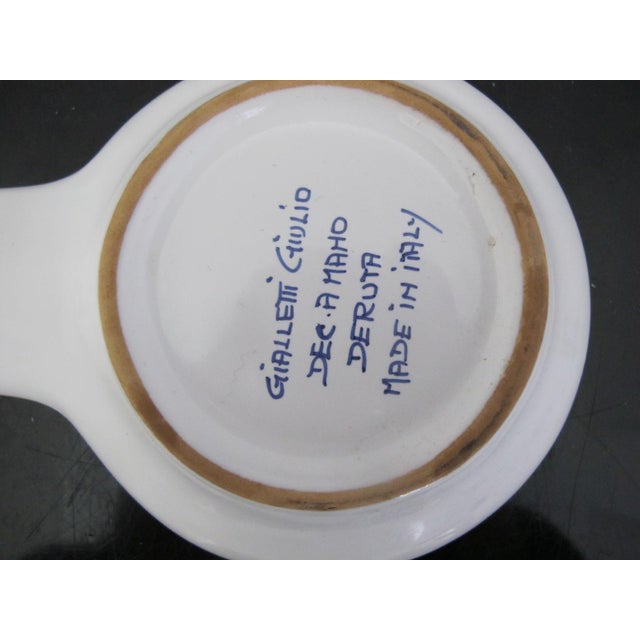 GIALLETTI GIULIO
DEC. A MANO
DERUTA
MADE IN ITALY